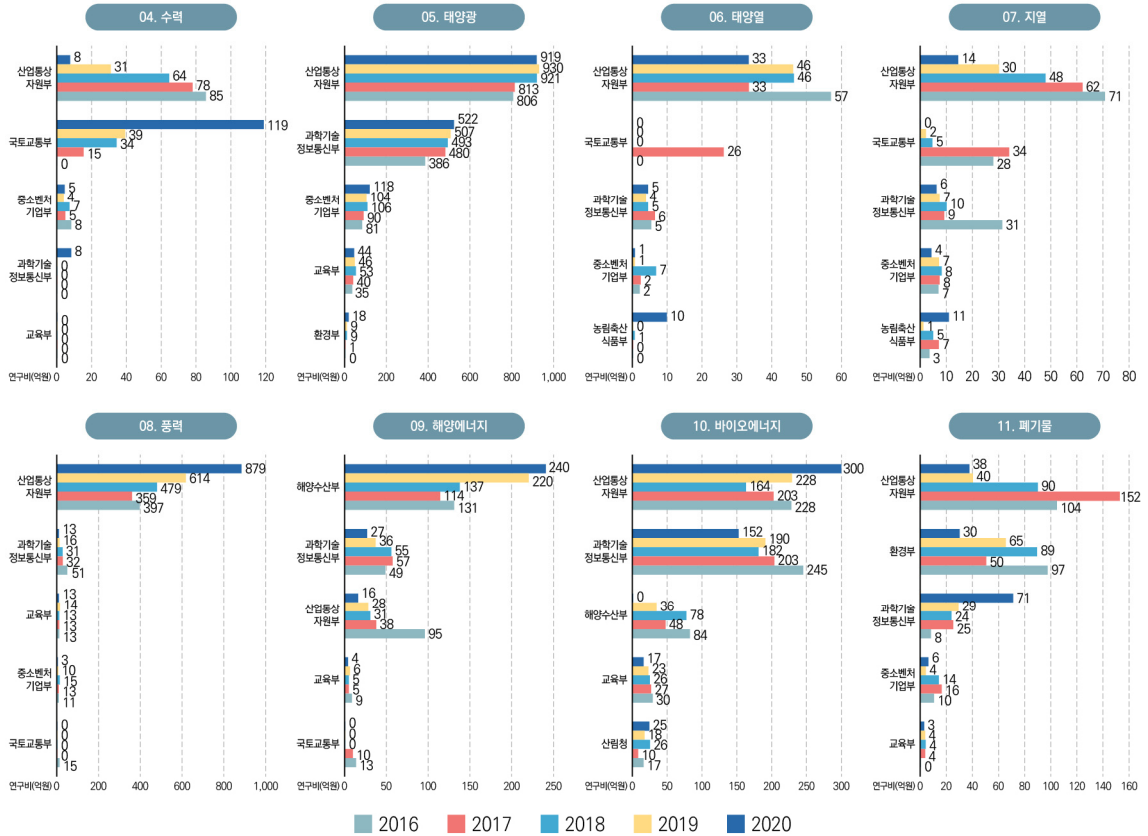 04. 수력
산업통상
자원부
8
31
64
78
85
국토교통부
119
39
34
15
0
중소벤처
기업부
5
4
7
5
8
과학기술
정보통신부
8
0
0
0
0
교육부
0
0
0
0
0
연구비(억원) 0 20 40 60 80 100 120
05. 태양광
산업통상
자원부
919
930
921
813
806
과학기술
정보통신부
522
507
493
480
386
중소벤처
기업부
118
104
106
90
81
교육부
44
46
53
40
35
환경부
18
9
9
1
0
연구비(억원) 0 200 400 600 800 1,000
06. 태양열
산업통상
자원부
33
46
46
33
57
국토교통부
0
0
0
26
0
과학기술
정보통신부
5
4
5
6
5
중소벤처
기업부
1
1
7
2
2
농림축산
식품부
10
0
1
0
0
연구비(억원) 0 10 20 30 40 50 60
07. 지열
산업통상
자원부
14
30
48
62
71
국토교통부
0
2
5
34
28
과학기술
정보통신부
6
7
10
9
31
중소벤처
기업부
4
7
8
8
7
농림축산
식품부
11
1
5
7
3
연구비(억원) 0 10 20 30 40 50 60 70 80
08. 풍력
산업통상
자원부
879
614
479
359
397
과학기술
정보통신부
13
16
31
32
51
교육부
13
14
13
13
13
중소벤처
기업부
3
10
15
13
11
국토교통부
0
0
0
0
15
연구비(억원) 0 200 400 600 800 1,000
09. 해양에너지
해양수산부
240
220
137
114
131
과학기술
정보통신부
27
36
55
57
49
산업통상
자원부
16
28
31
38
95
교육부
4
6
5
5
9
국토교통부
0
0
0
10
13
연구비(억원) 0 50 100 150 200 250
10. 바이오에너지
산업통상
자원부
300
228
164
203
228
과학기술
정보통신부
152
190
182
203
245
해양수산부
0
36
78
48
84
교육부
17
23
26
27
30
산림청
25
18
26
10
17
연구비(억원) 0 50 100 150 200 250 300
11. 폐기물
산업통상
자원부
38
40
90
152
104
환경부
30
65
89
50
97
과학기술
정보통신부
71
29
24
25
8
중소벤처
기업부
6
4
14
16
10
교육부
3
4
4
4
0
연구비(억원) 0 20 40 60 80 100 120 140 160
2016 2017 2018 2019 2020